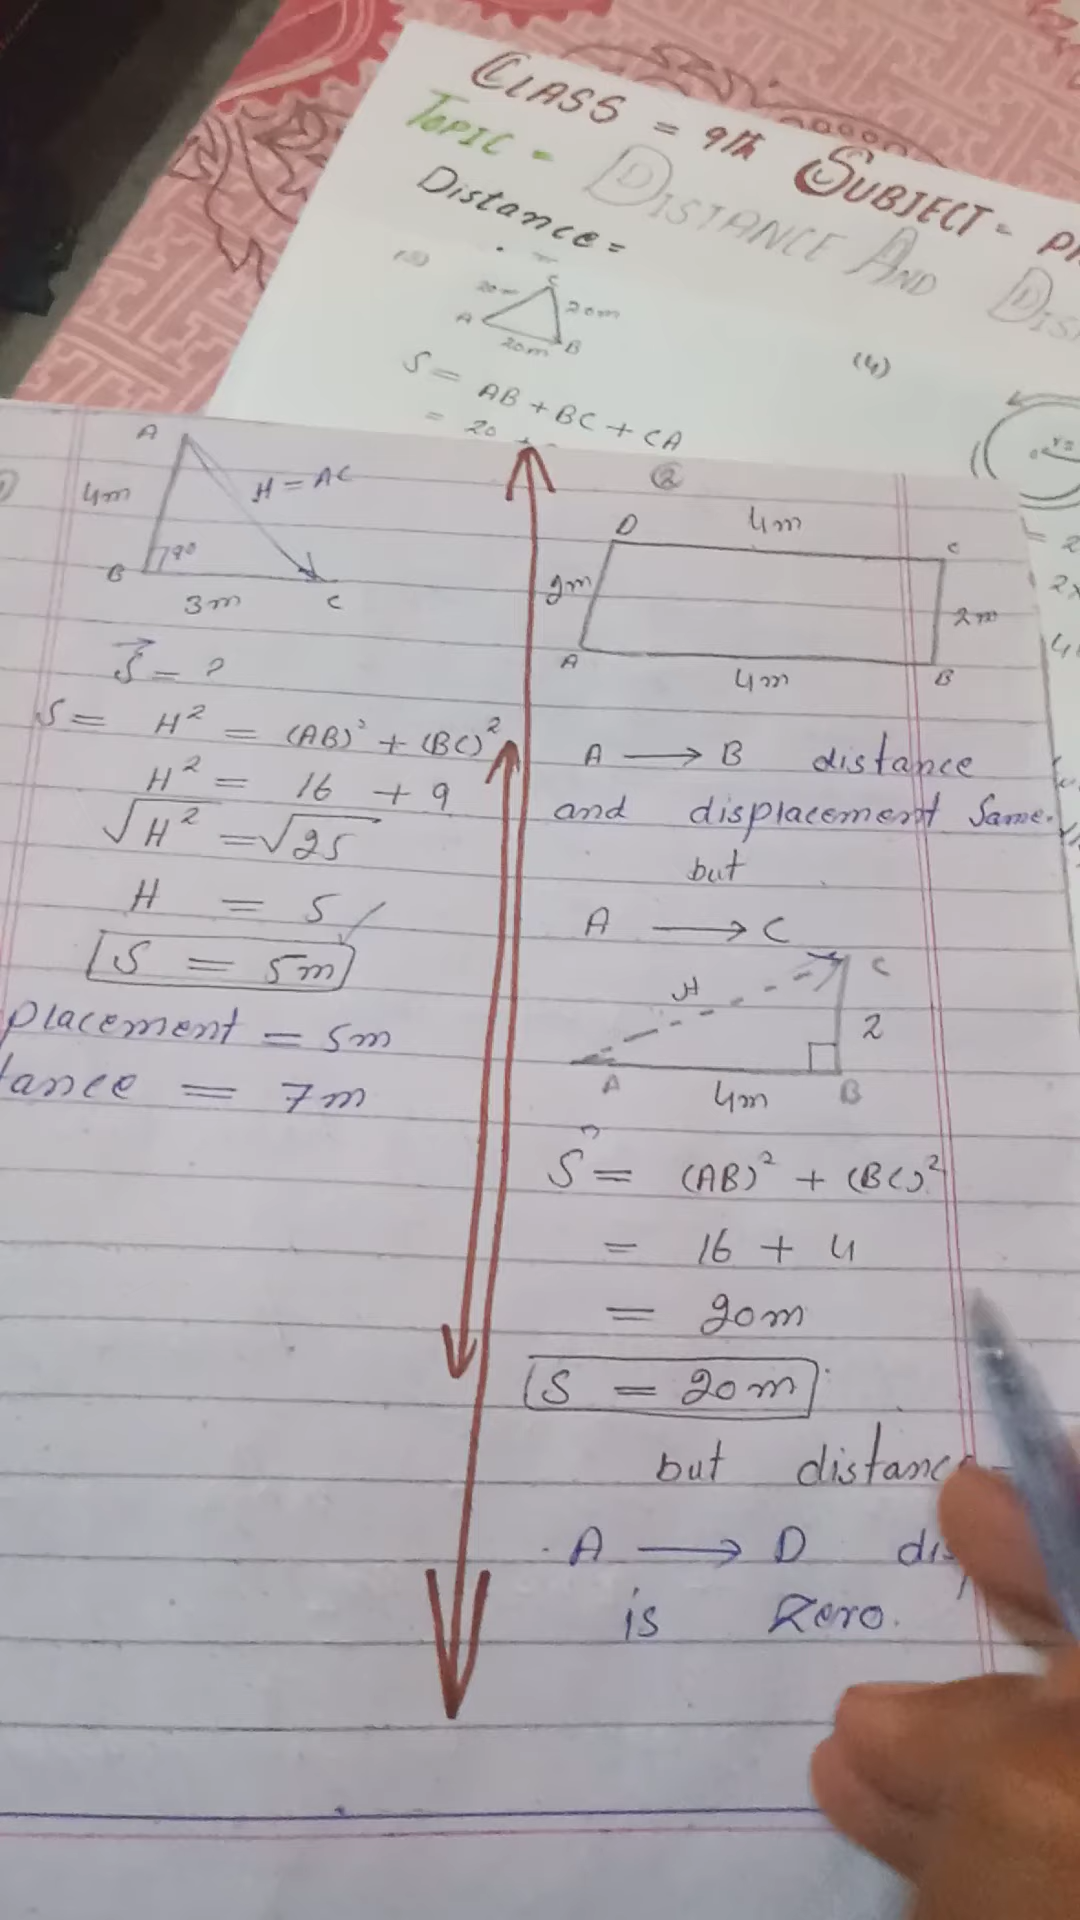 CLASS = 9th SUBJECT =
TOPIC = DISTANCE AND
Distance =
C
20m
A
20m
B
S = AB + BC + CA
= 20 +
(4)
A
4m
H = AC
B
90
3m
C
S = ?
S = H² = (AB)² + (BC)²
H² = 16 + 9
√H² = √25
H = 5
S = 5m
placement = 5m
tance = 7m
②
D
4m
C
2m
2m
A
4m
B
A → B distance
and displacement Same.
but
A → C
C
H
2
A
4m
B
S = (AB)² + (BC)²
= 16 + 4
= 20m
S = 20m
but distanc
A → D dis
is Zero.